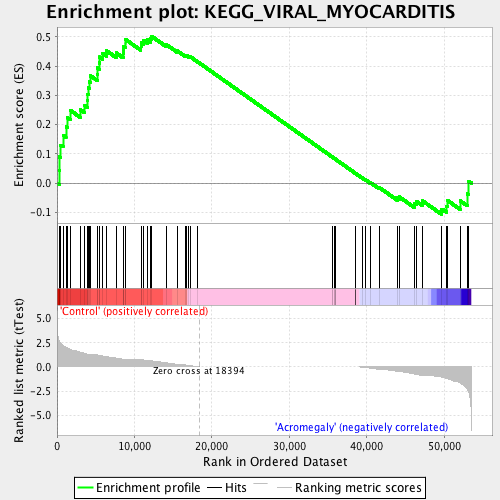 Enrichment plot: KEGG_VIRAL_MYOCARDITIS
Enrichment score (ES)
0.5
0.4
0.3
0.2
0.1
0.0
-0.1
'Control' (positively correlated)
Ranked list metric (tTest)
5.0
2.5
0.0
-2.5
-5.0
Zero cross at 18394
'Acromegaly' (negatively correlated)
0
10,000
20,000
30,000
40,000
50,000
Rank in Ordered Dataset
Enrichment profile
Hits
Ranking metric scores